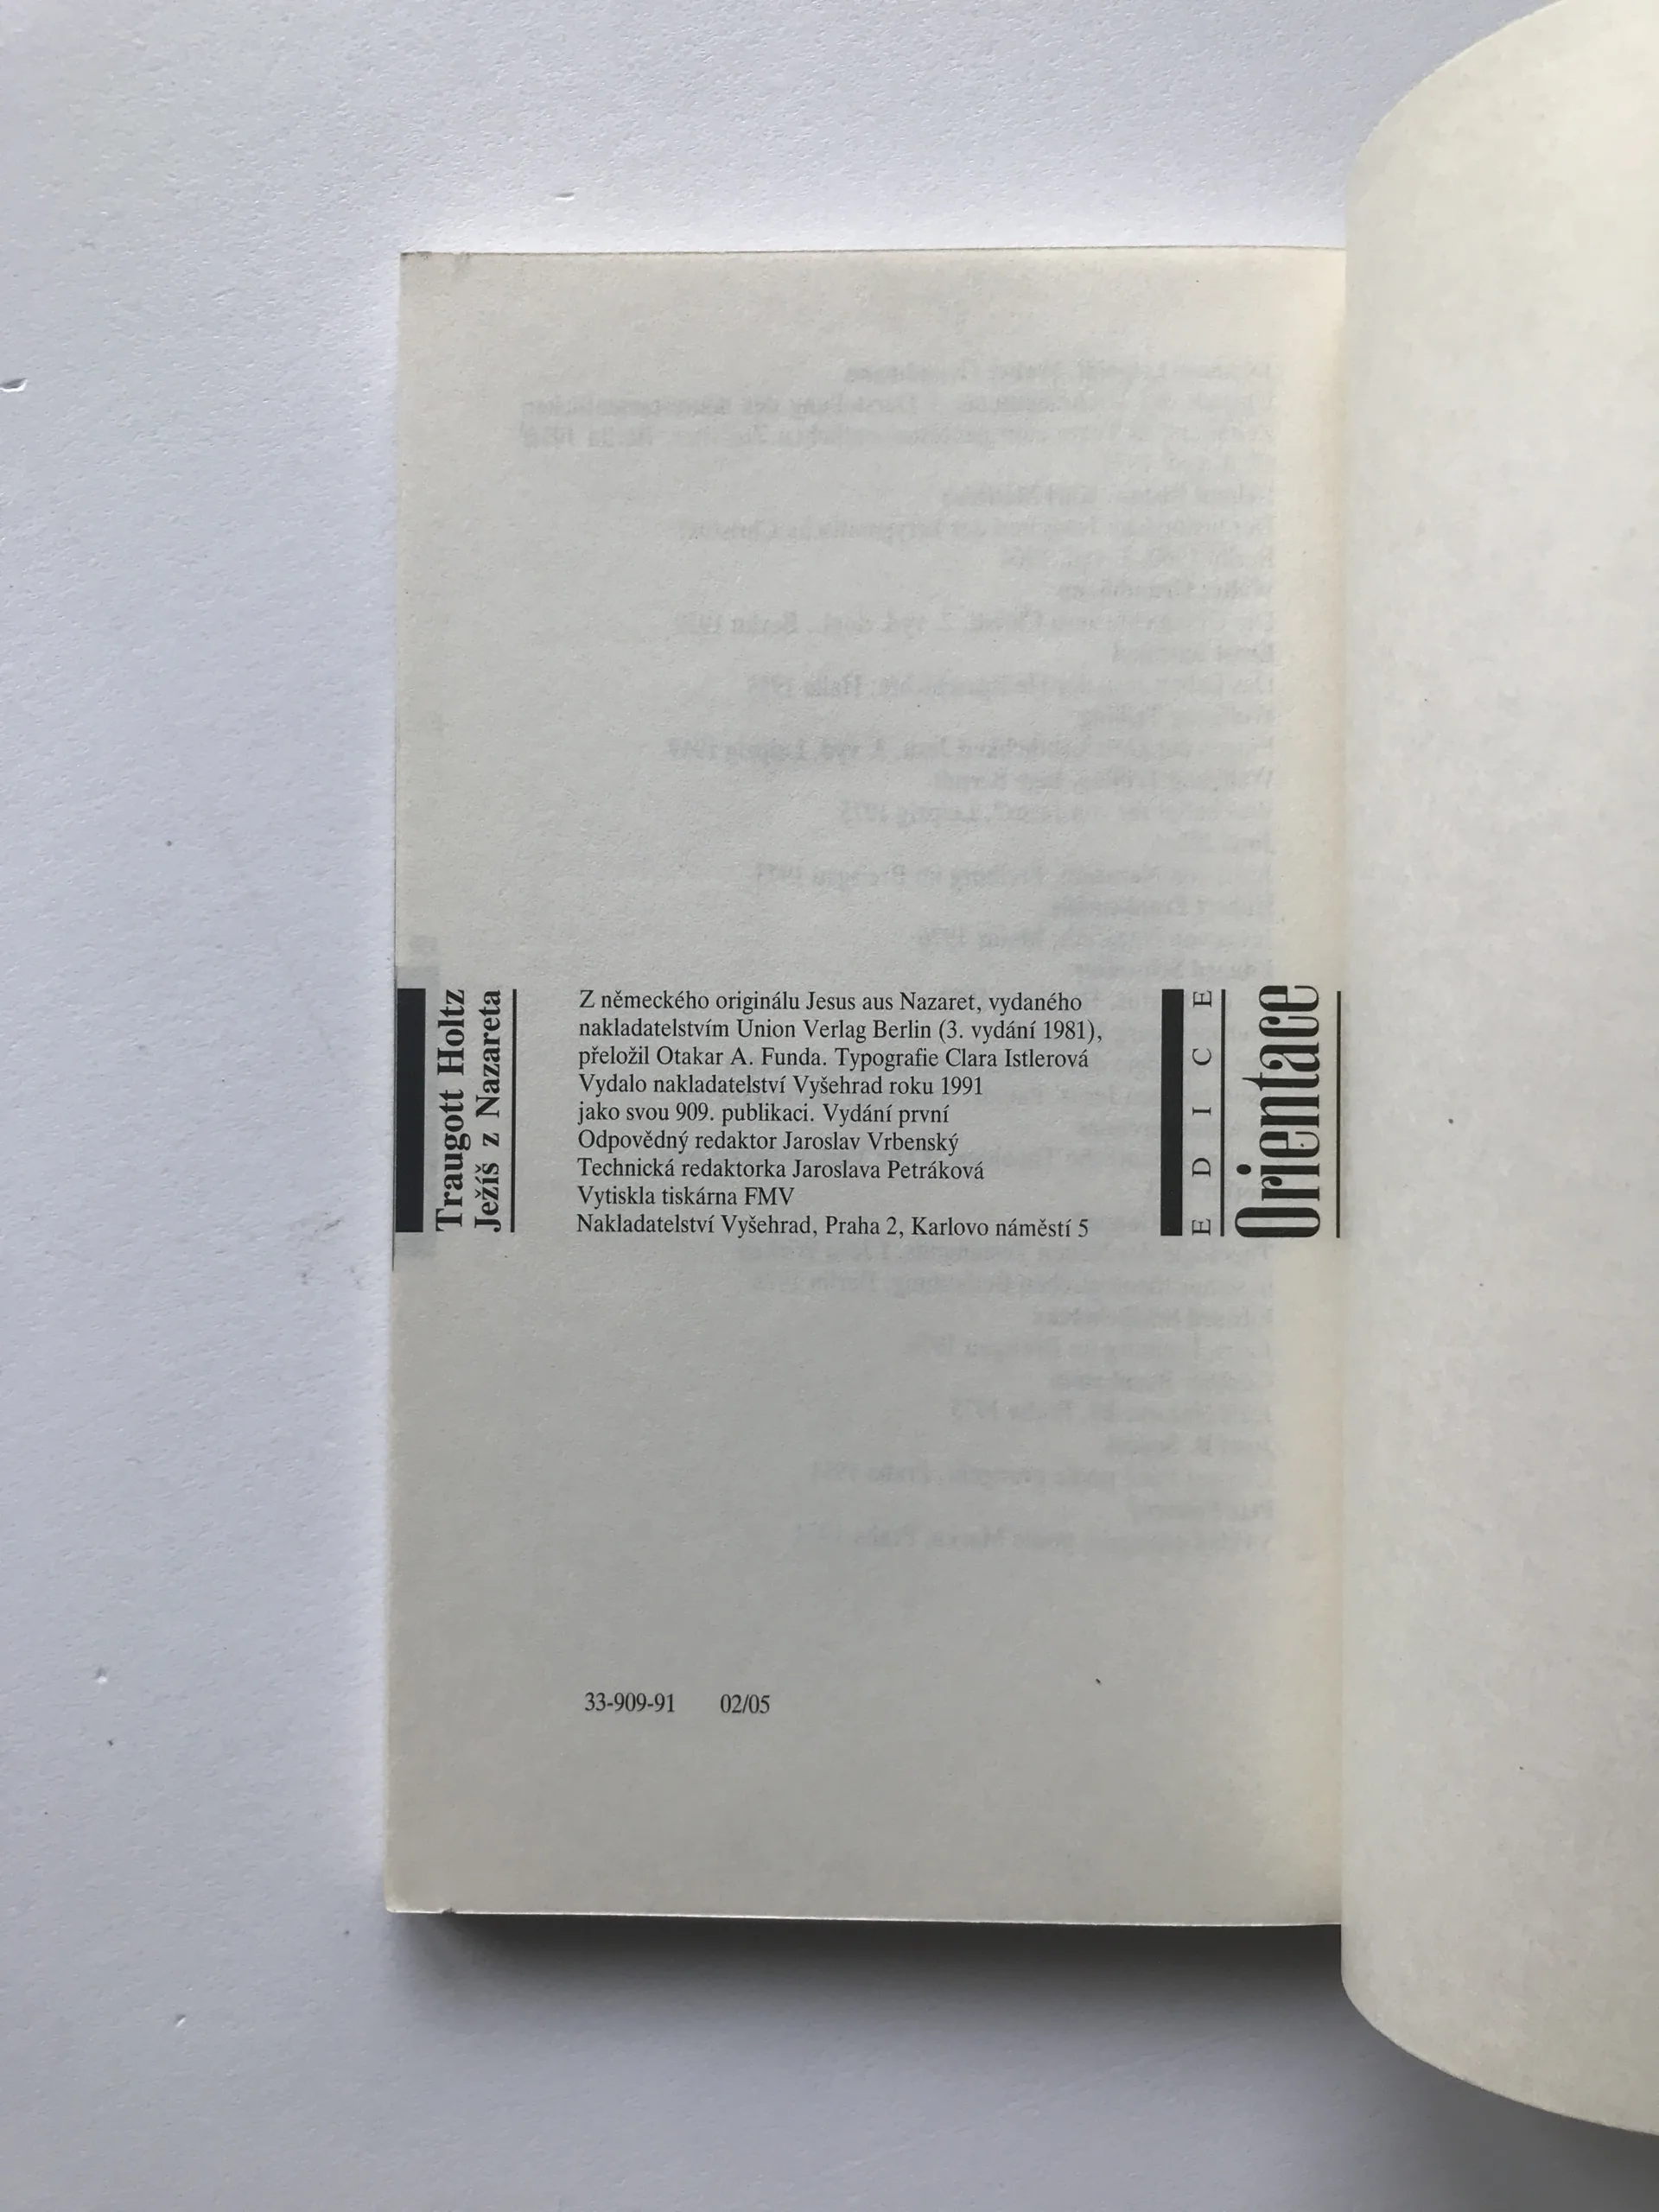 Traugott Holtz
Ježíš z Nazareta
Z německého originálu Jesus aus Nazaret, vydaného
nakladatelstvím Union Verlag Berlin (3. vydání 1981),
přeložil Otakar A. Funda. Typografie Clara Istlerová
Vydalo nakladatelství Vyšehrad roku 1991
jako svou 909. publikaci. Vydání první
Odpovědný redaktor Jaroslav Vrbenský
Technická redaktorka Jaroslava Petráková
Vytiskla tiskárna FMV
Nakladatelství Vyšehrad, Praha 2, Karlovo náměstí 5
EDICE
Orientace
33-909-91 02/05